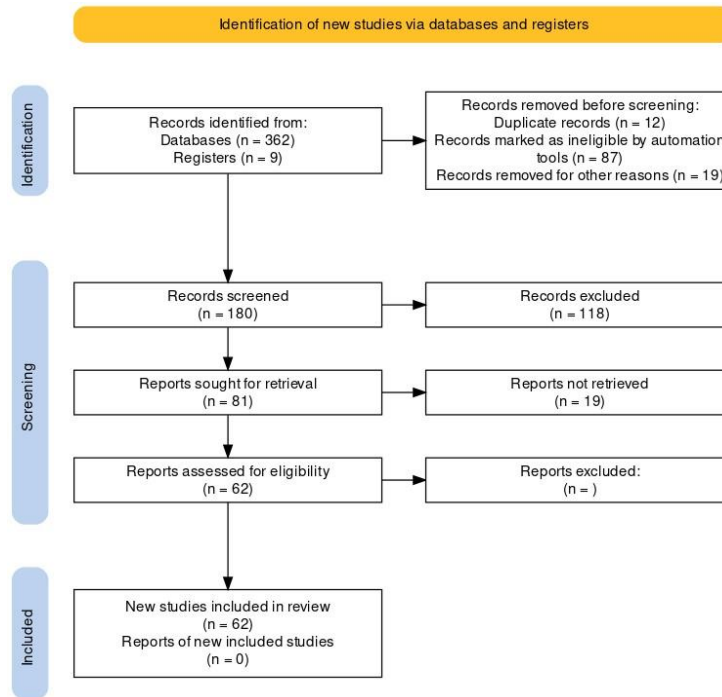 Identification of new studies via databases and registers
Identification
Records identified from:
Databases (n = 362)
Registers (n = 9)
Records removed before screening:
Duplicate records (n = 12)
Records marked as ineligible by automation
tools (n = 87)
Records removed for other reasons (n = 19)
Screening
Records screened
(n = 180)
Records excluded
(n = 118)
Reports sought for retrieval
(n = 81)
Reports not retrieved
(n = 19)
Reports assessed for eligibility
(n = 62)
Reports excluded:
(n = )
Included
New studies included in review
(n = 62)
Reports of new included studies
(n = 0)